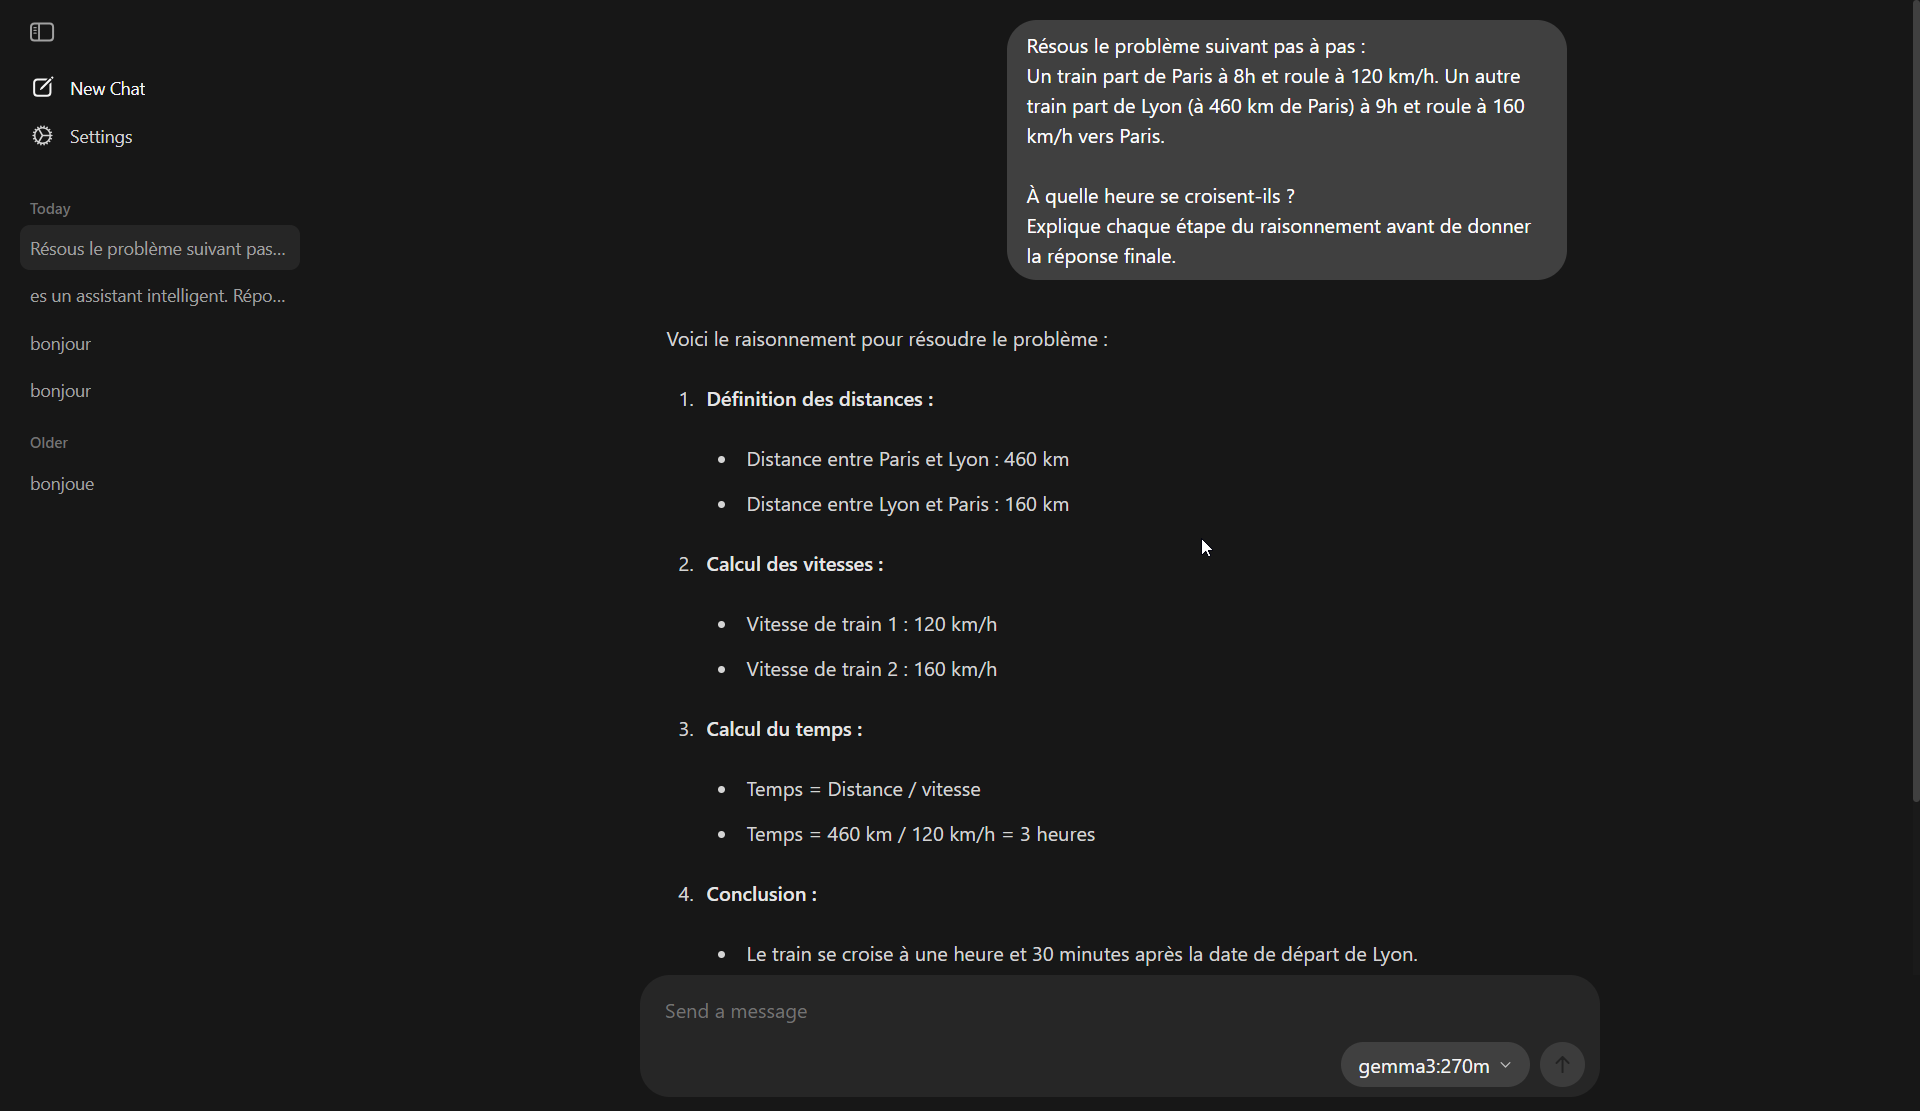 New Chat
Settings
Today
Résous le problème suivant pas...
es un assistant intelligent. Répo...
bonjour
bonjour
Older
bonjoue
Résous le problème suivant pas à pas :
Un train part de Paris à 8h et roule à 120 km/h. Un autre
train part de Lyon (à 460 km de Paris) à 9h et roule à 160
km/h vers Paris.
À quelle heure se croisent-ils ?
Explique chaque étape du raisonnement avant de donner
la réponse finale.
Voici le raisonnement pour résoudre le problème :
1. Définition des distances :
• Distance entre Paris et Lyon : 460 km
• Distance entre Lyon et Paris : 160 km
2. Calcul des vitesses :
• Vitesse de train 1 : 120 km/h
• Vitesse de train 2 : 160 km/h
3. Calcul du temps :
• Temps = Distance / vitesse
• Temps = 460 km / 120 km/h = 3 heures
4. Conclusion :
• Le train se croise à une heure et 30 minutes après la date de départ de Lyon.
Send a message
gemma3:270m